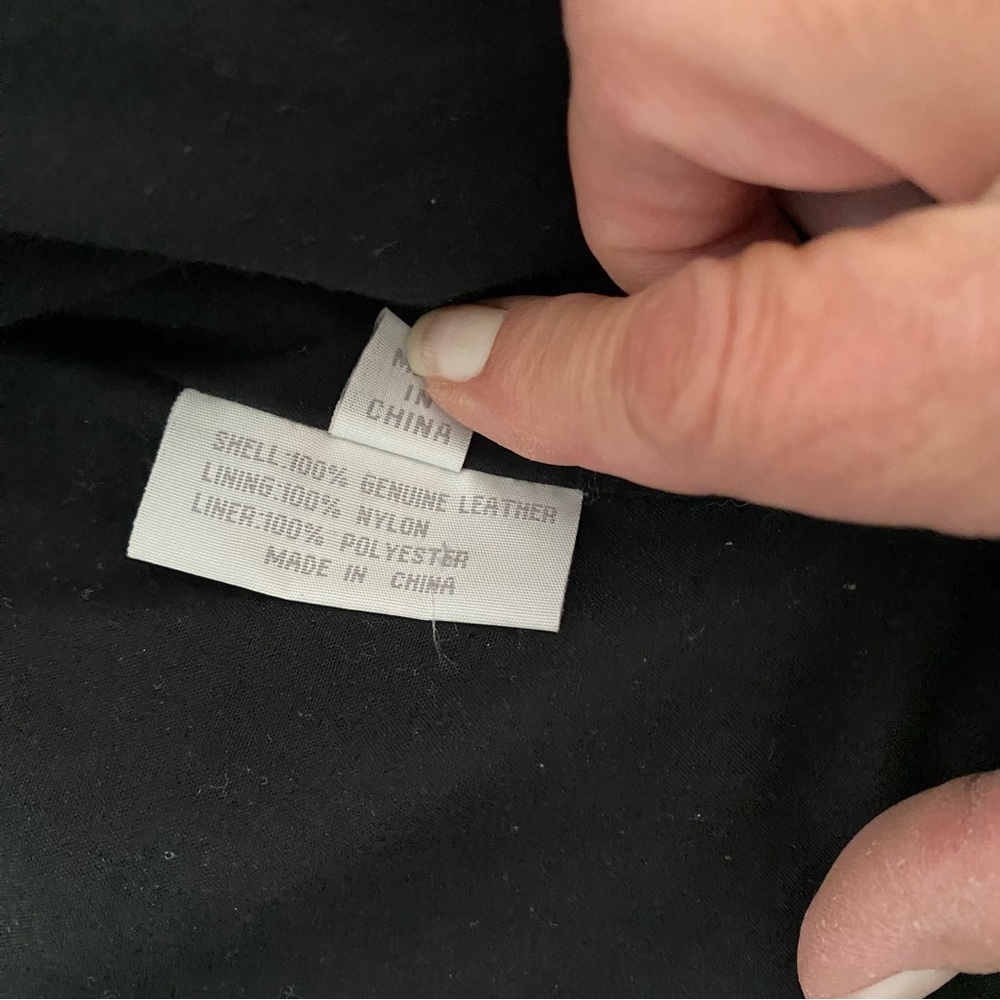 IN
CHINA
SHELL:100% GENUINE LEATHER
LINING:100% NYLON
LINER:100% POLYESTER
MADE IN CHINA